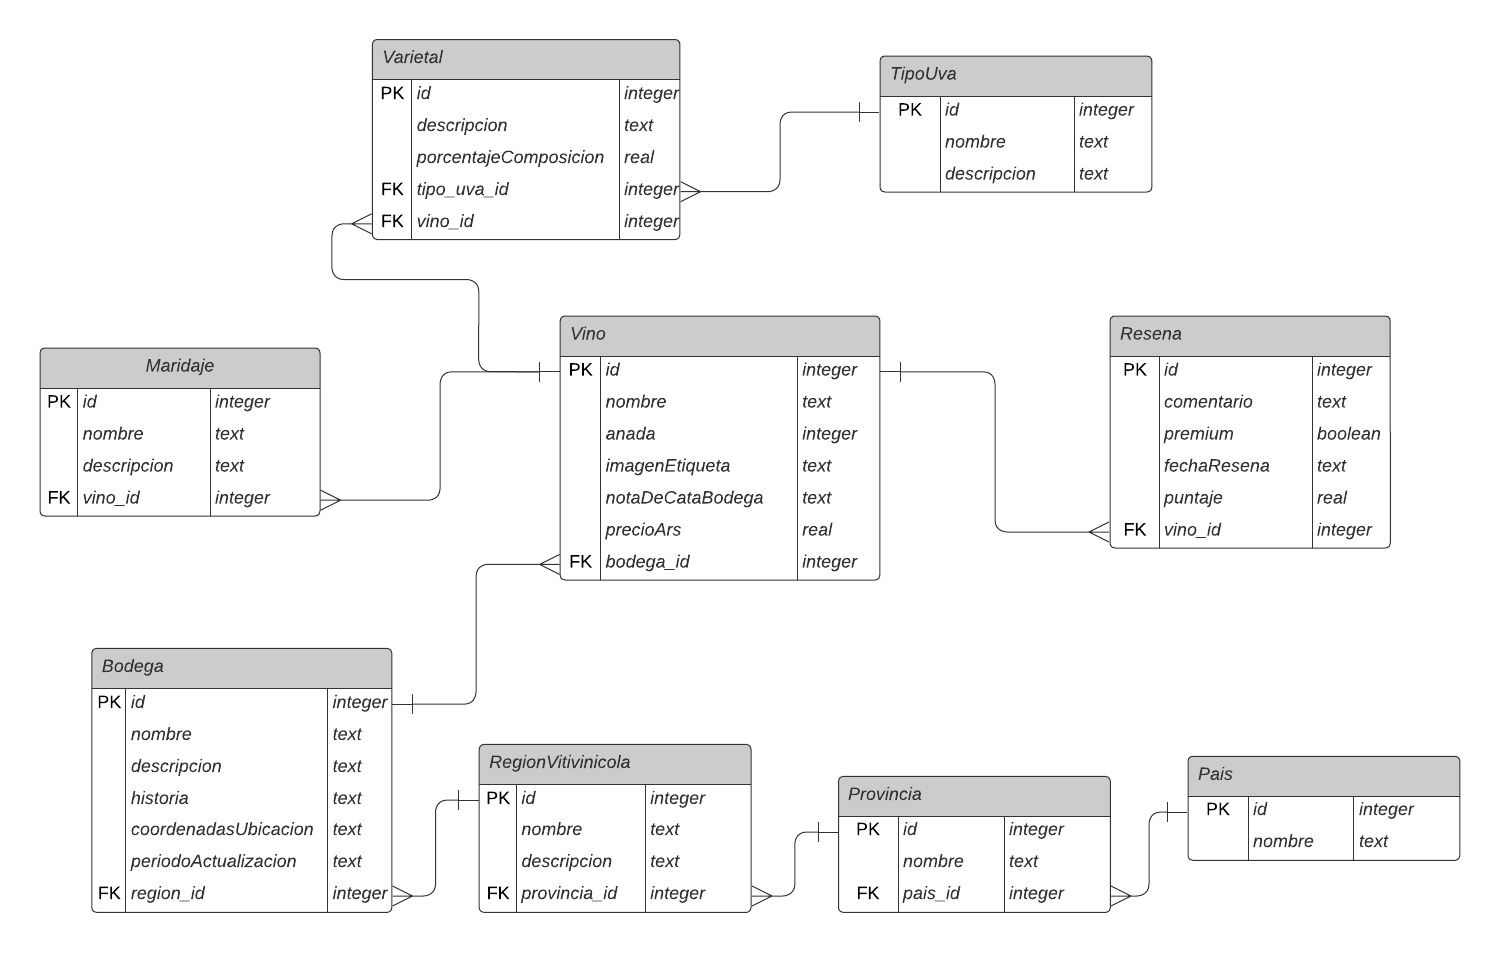 Varietal
PK id integer
descripcion text
porcentajeComposicion real
FK tipo_uva_id integer
FK vino_id integer
TipoUva
PK id integer
nombre text
descripcion text
Maridaje
PK id integer
nombre text
descripcion text
FK vino_id integer
Vino
PK id integer
nombre text
anada integer
imagenEtiqueta text
notaDeCataBodega text
precioArs real
FK bodega_id integer
Resena
PK id integer
comentario text
premium boolean
fechaResena text
puntaje real
FK vino_id integer
Bodega
PK id integer
nombre text
descripcion text
historia text
coordenadasUbicacion text
periodoActualizacion text
FK region_id integer
RegionVitivinicola
PK id integer
nombre text
descripcion text
FK provincia_id integer
Provincia
PK id integer
nombre text
FK pais_id integer
Pais
PK id integer
nombre text